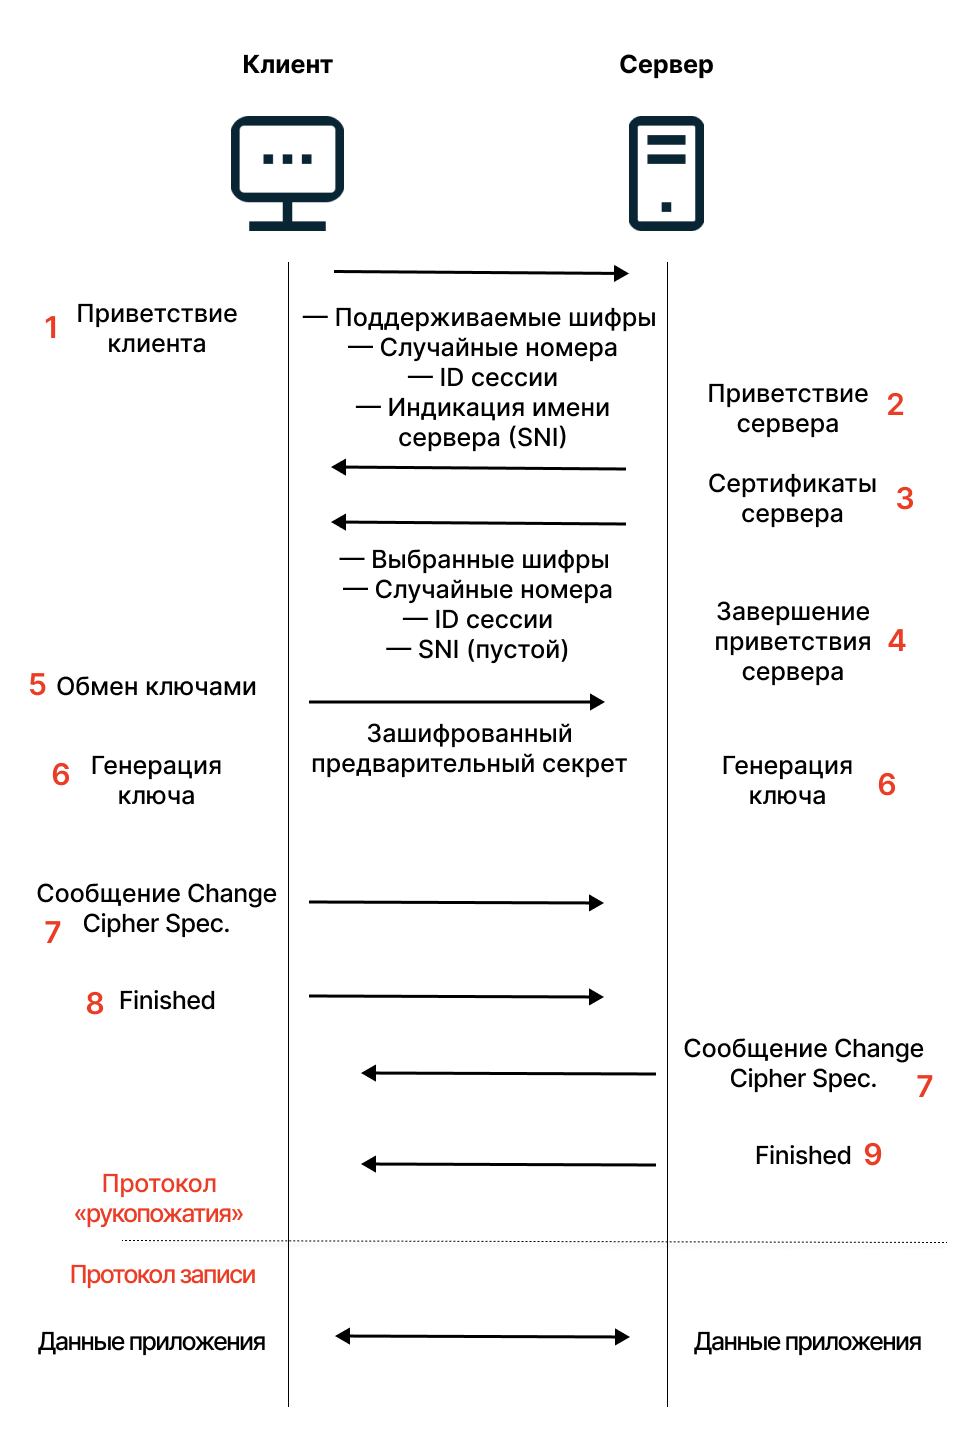 Клиент
Сервер
1
Приветствие
клиента
— Поддерживаемые шифры
— Случайные номера
— ID сессии
— Индикация имени
сервера (SNI)
Приветствие
сервера
2
Сертификаты
сервера
3
— Выбранные шифры
— Случайные номера
— ID сессии
— SNI (пустой)
Завершение
приветствия
сервера
4
5 Обмен ключами
Зашифрованный
предварительный секрет
6
Генерация
ключа
Генерация
ключа
6
Сообщение Change
Cipher Spec.
7
8 Finished
Сообщение Change
Cipher Spec.
7
Finished 9
Протокол
«рукопожатия»
Протокол записи
Данные приложения
Данные приложения